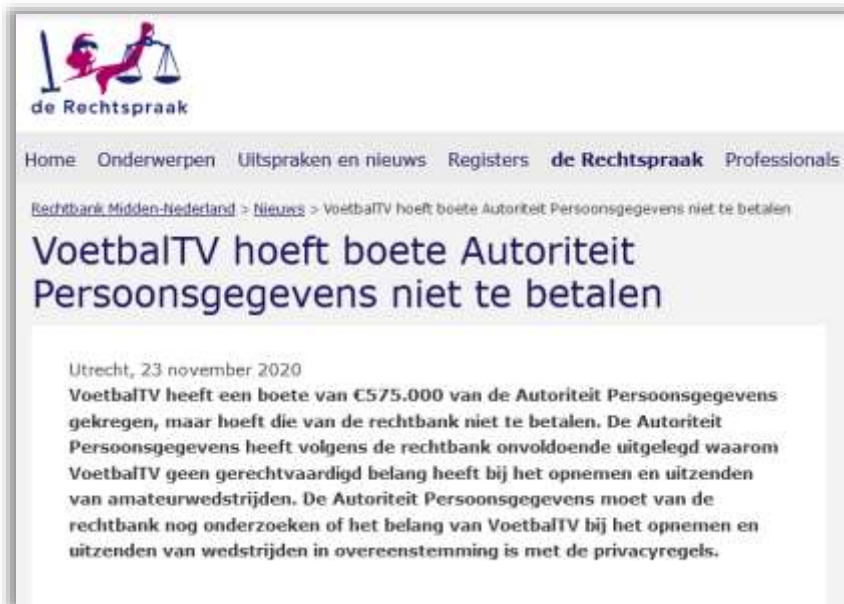 de Rechtspraak
Home Onderwerpen Uitspraken en nieuws Registers de Rechtspraak Professionals
Rechtbank Midden-Nederland > Nieuws > VoetbalTV hoeft boete Autoriteit Persoonsgegevens niet te betalen
VoetbalTV hoeft boete Autoriteit
Persoonsgegevens niet te betalen
Utrecht, 23 november 2020
VoetbalTV heeft een boete van €575.000 van de Autoriteit Persoonsgegevens
gekregen, maar hoeft die van de rechtbank niet te betalen. De Autoriteit
Persoonsgegevens heeft volgens de rechtbank onvoldoende uitgelegd waarom
VoetbalTV geen gerechtvaardigd belang heeft bij het opnemen en uitzenden
van amateurwedstrijden. De Autoriteit Persoonsgegevens moet van de
rechtbank nog onderzoeken of het belang van VoetbalTV bij het opnemen en
uitzenden van wedstrijden in overeenstemming is met de privacyregels.